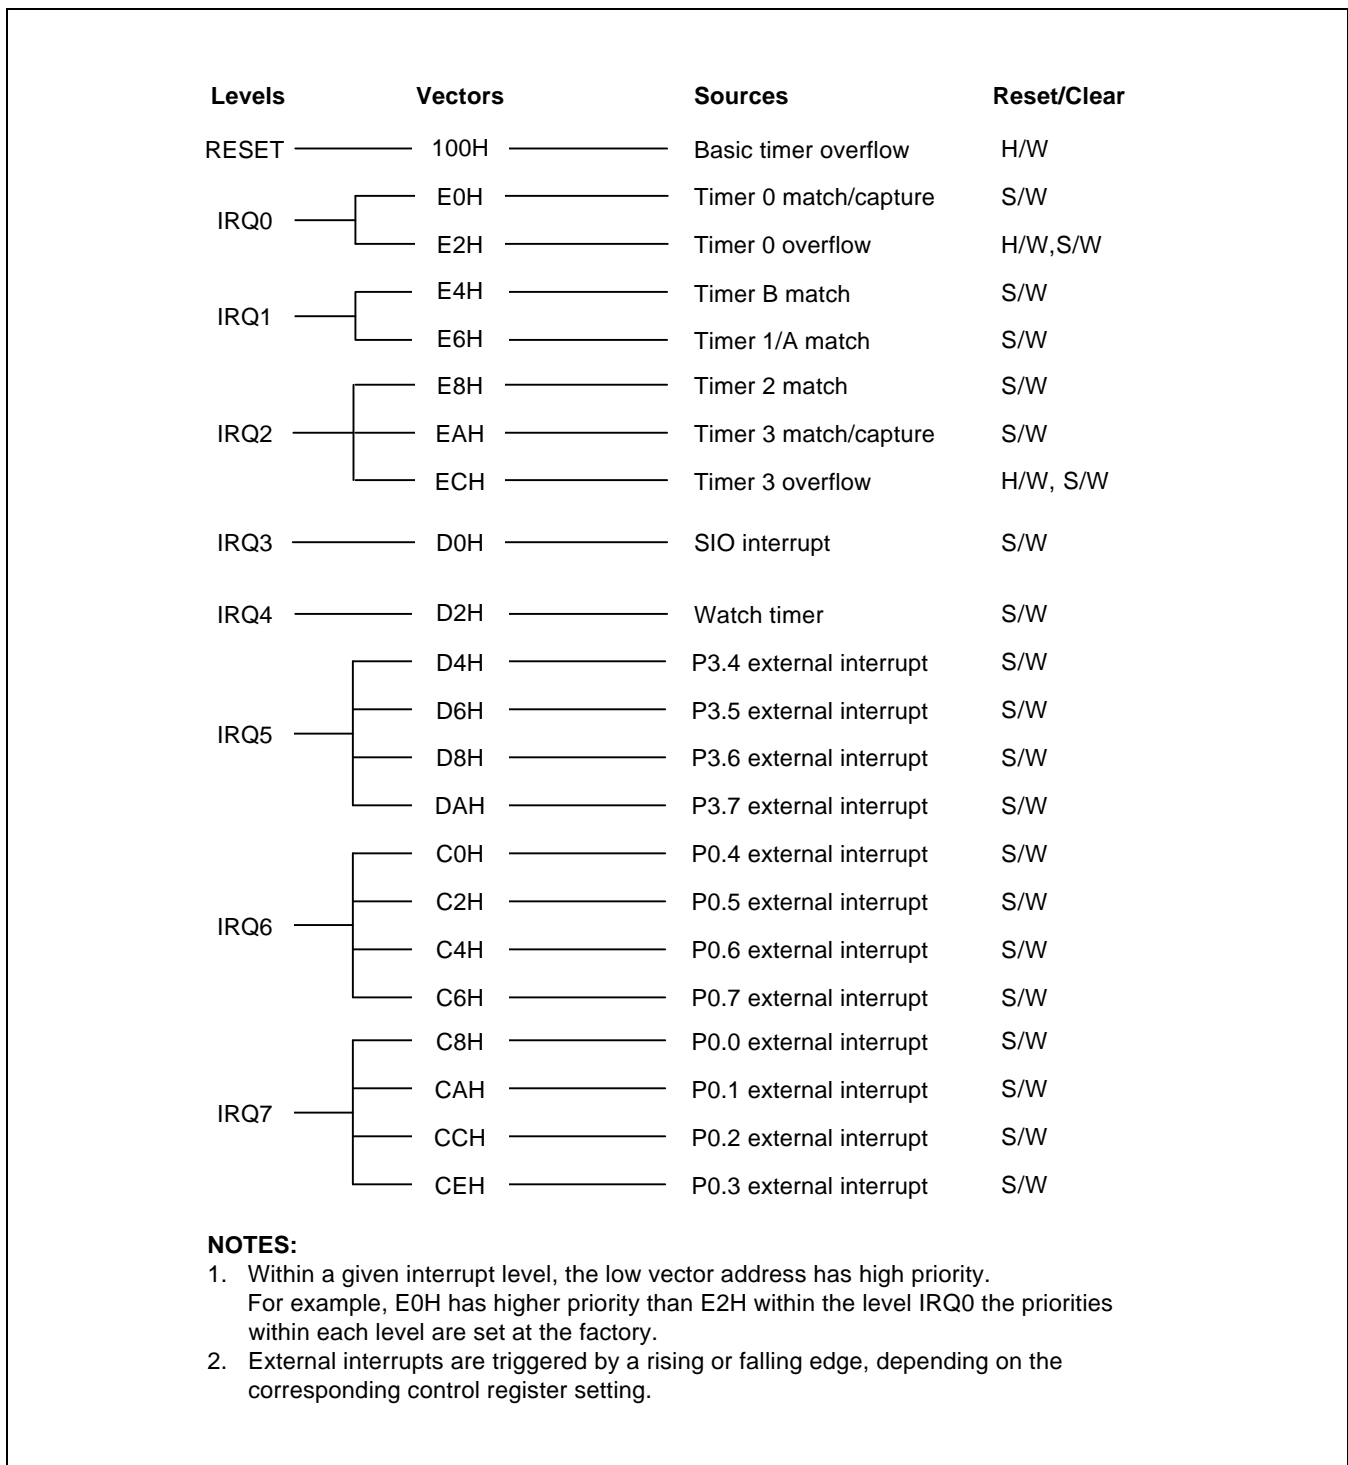 Levels Vectors Sources Reset/Clear
RESET 100H Basic timer overflow H/W
IRQ0 E0H Timer 0 match/capture S/W
E2H Timer 0 overflow H/W,S/W
IRQ1 E4H Timer B match S/W
E6H Timer 1/A match S/W
IRQ2 E8H Timer 2 match S/W
EAH Timer 3 match/capture S/W
ECH Timer 3 overflow H/W, S/W
IRQ3 D0H SIO interrupt S/W
IRQ4 D2H Watch timer S/W
IRQ5 D4H P3.4 external interrupt S/W
D6H P3.5 external interrupt S/W
D8H P3.6 external interrupt S/W
DAH P3.7 external interrupt S/W
IRQ6 C0H P0.4 external interrupt S/W
C2H P0.5 external interrupt S/W
C4H P0.6 external interrupt S/W
C6H P0.7 external interrupt S/W
IRQ7 C8H P0.0 external interrupt S/W
CAH P0.1 external interrupt S/W
CCH P0.2 external interrupt S/W
CEH P0.3 external interrupt S/W
NOTES:
1. Within a given interrupt level, the low vector address has high priority.
For example, E0H has higher priority than E2H within the level IRQ0 the priorities
within each level are set at the factory.
2. External interrupts are triggered by a rising or falling edge, depending on the
corresponding control register setting.